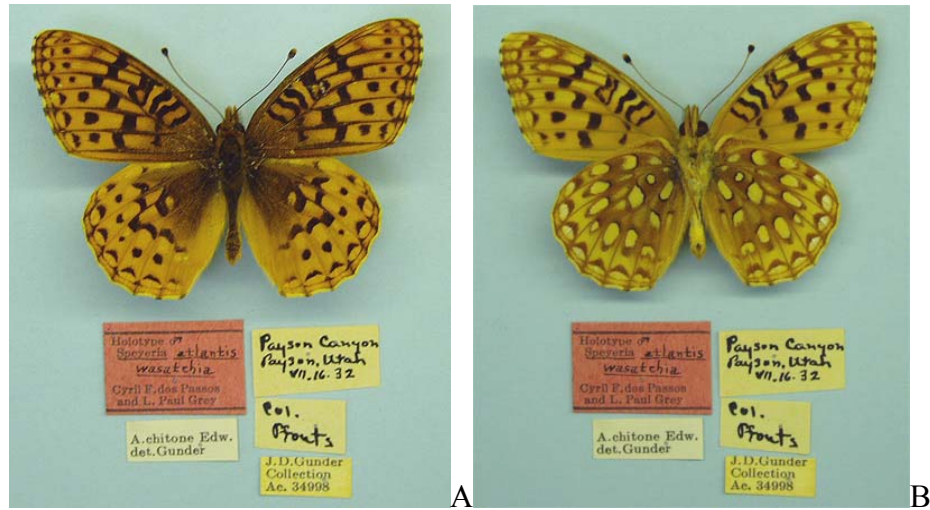 Holotype ♂
Speyeria atlantis
wasatchia
Cyril F. dos Passos
and L. Paul Grey
Payson Canyon
Payson, Utah
VII.16.32
A.chitone Edw.
det.Gunder
Col.
Pfouts
J.D.Gunder
Collection
Ac. 34998
A
Holotype ♂
Speyeria atlantis
wasatchia
Cyril F. dos Passos
and L. Paul Grey
Payson Canyon
Payson, Utah
VII.16.32
A.chitone Edw.
det.Gunder
Col.
Pfouts
J.D.Gunder
Collection
Ac. 34998
B